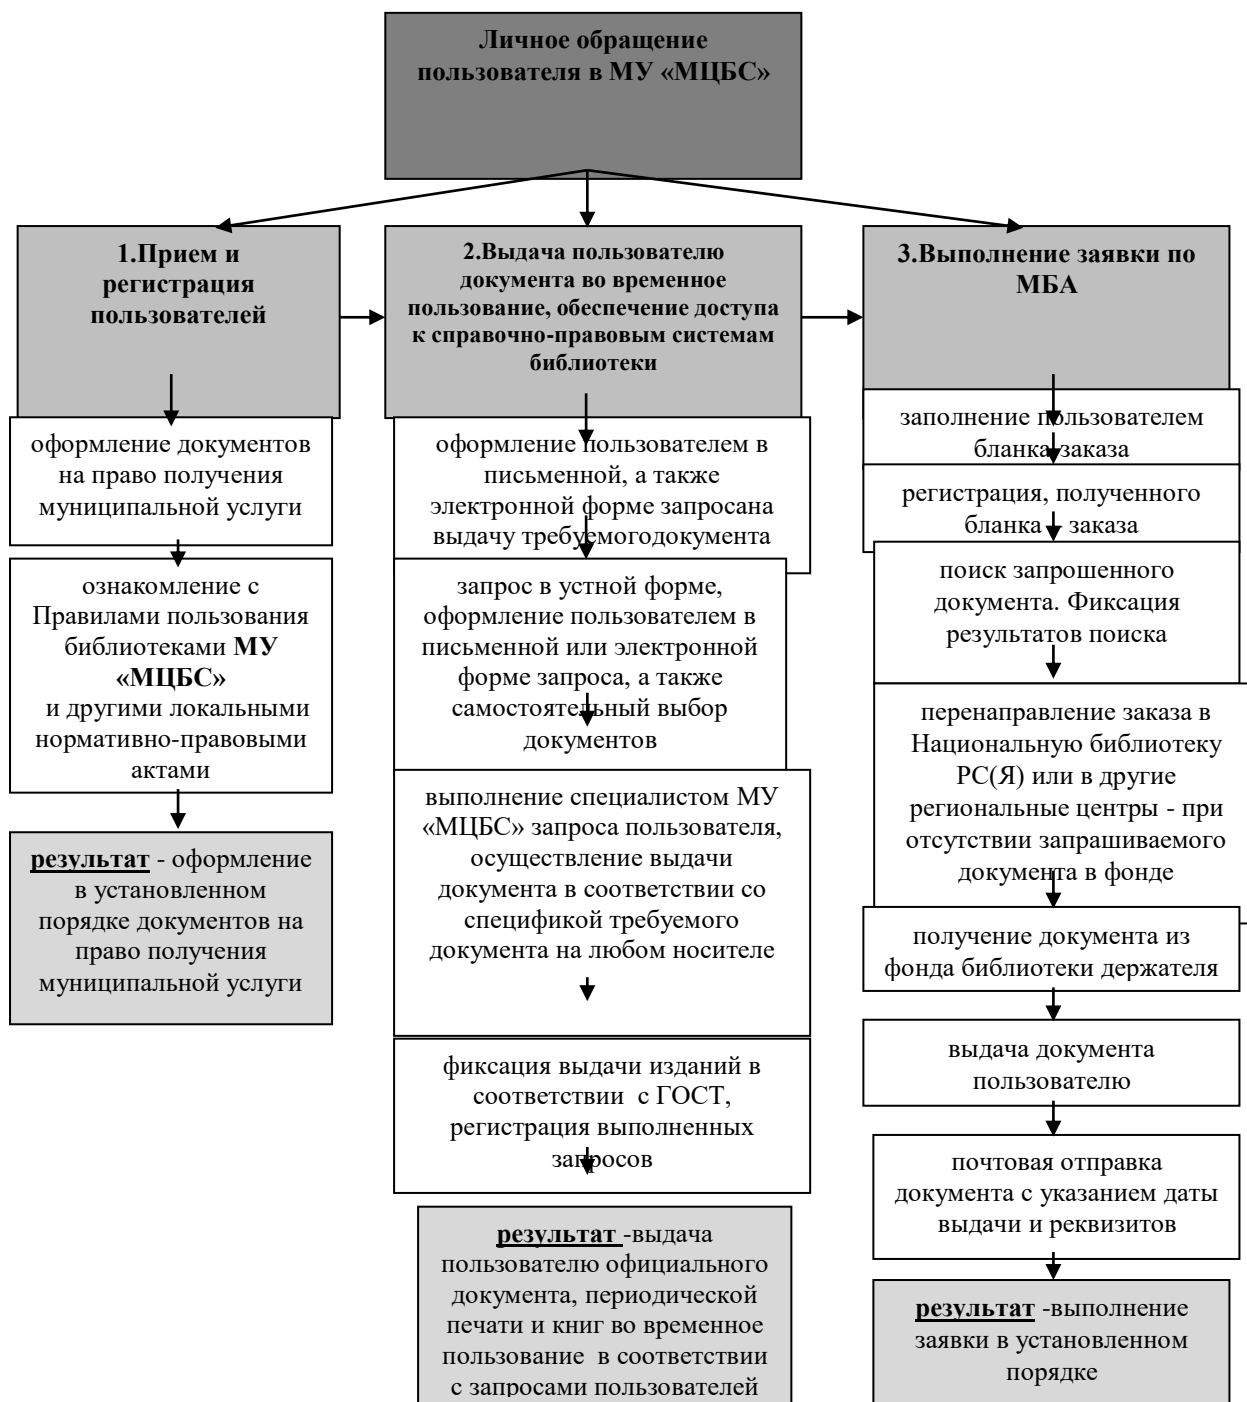 Личное обращение
пользователя в МУ «МЦБС»
1.Прием и
регистрация
пользователей
оформление документов
на право получения
муниципальной услуги
ознакомление с
Правилами пользования
библиотеками МУ
«МЦБС»
и другими локальными
нормативно-правовыми
актами
результат - оформление
в установленном
порядке документов на
право получения
муниципальной услуги
2.Выдача пользователю
документа во временное
пользование, обеспечение доступа
к справочно-правовым системам
библиотеки
оформление пользователем в
письменной, а также
электронной форме запросана
выдачу требуемогодокумента
запрос в устной форме,
оформление пользователем в
письменной или электронной
форме запроса, а также
самостоятельный выбор
документов
выполнение специалистом МУ
«МЦБС» запроса пользователя,
осуществление выдачи
документа в соответствии со
спецификой требуемого
документа на любом носителе
фиксация выдачи изданий в
соответствии с ГОСТ,
регистрация выполненных
запросов
результат -выдача
пользователю официального
документа, периодической
печати и книг во временное
пользование в соответствии
с запросами пользователей
3.Выполнение заявки по
МБА
заполнение пользователем
бланка-заказа
регистрация, полученного
бланка - заказа
поиск запрошенного
документа. Фиксация
результатов поиска
перенаправление заказа в
Национальную библиотеку
РС(Я) или в другие
региональные центры - при
отсутствии запрашиваемого
документа в фонде
получение документа из
фонда библиотеки держателя
выдача документа
пользователю
почтовая отправка
документа с указанием даты
выдачи и реквизитов
результат -выполнение
заявки в установленном
порядке